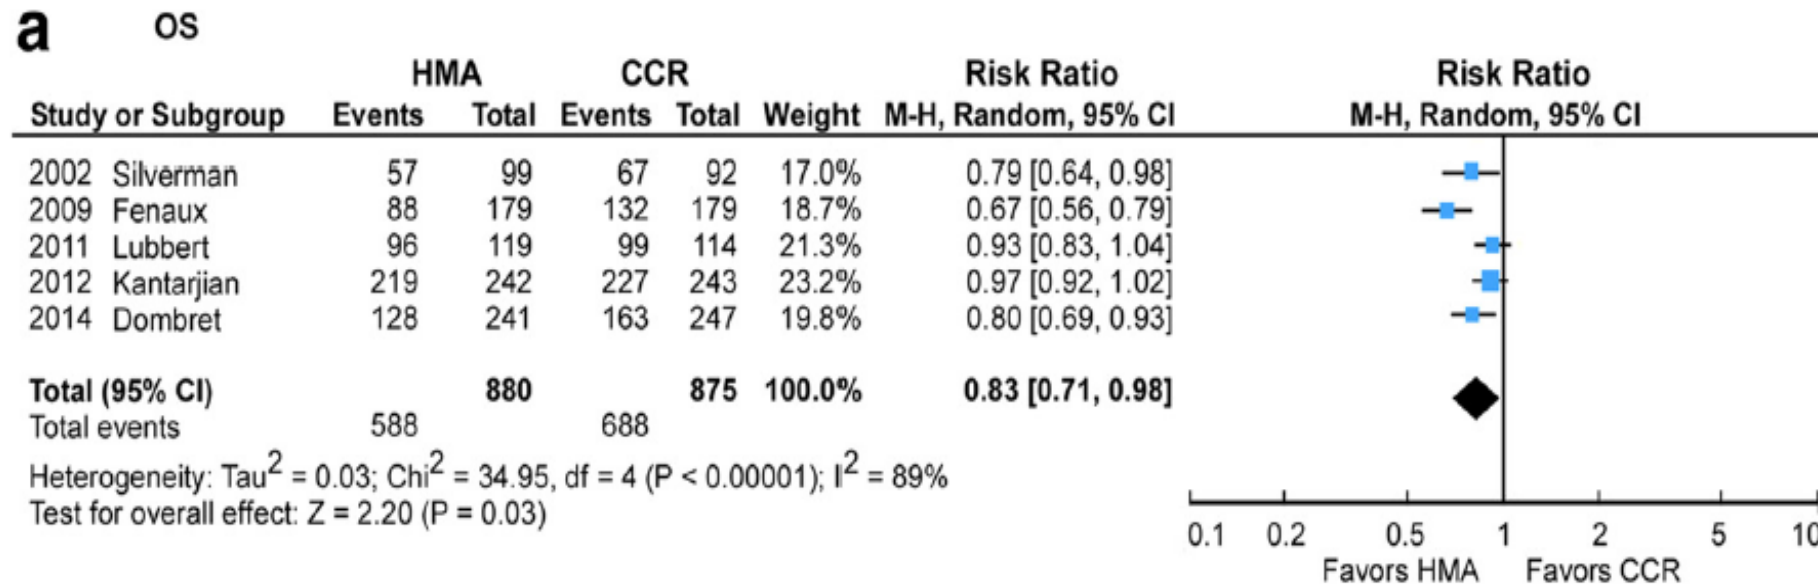 a OS
HMA CCR Risk Ratio Risk Ratio
Study or Subgroup Events Total Events Total Weight M-H, Random, 95% CI M-H, Random, 95% CI
2002 Silverman 57 99 67 92 17.0% 0.79 [0.64, 0.98]
2009 Fenaux 88 179 132 179 18.7% 0.67 [0.56, 0.79]
2011 Lubbert 96 119 99 114 21.3% 0.93 [0.83, 1.04]
2012 Kantarjian 219 242 227 243 23.2% 0.97 [0.92, 1.02]
2014 Dombret 128 241 163 247 19.8% 0.80 [0.69, 0.93]
Total (95% CI) 880 875 100.0% 0.83 [0.71, 0.98]
Total events 588 688
Heterogeneity: Tau² = 0.03; Chi² = 34.95, df = 4 (P < 0.00001); I² = 89%
Test for overall effect: Z = 2.20 (P = 0.03)
0.1 0.2 0.5 1 2 5 10
Favors HMA Favors CCR